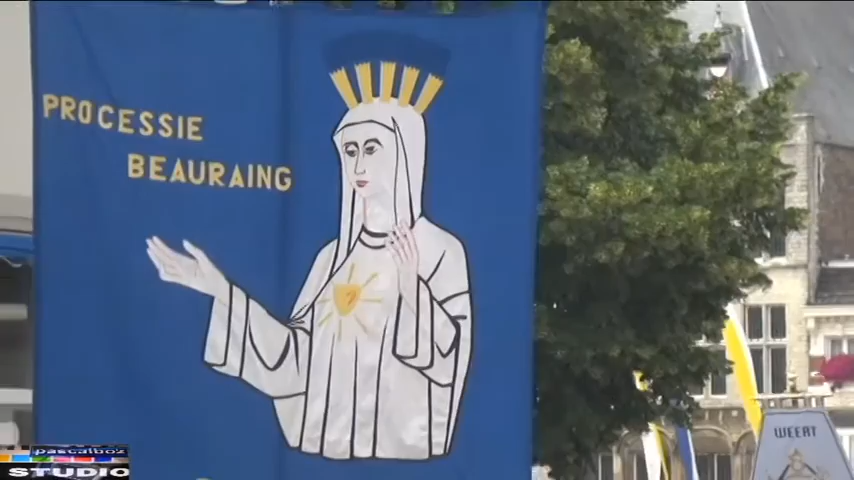 PROCESSIE
BEAURAING
WEERT
pascalboz
STUDIO